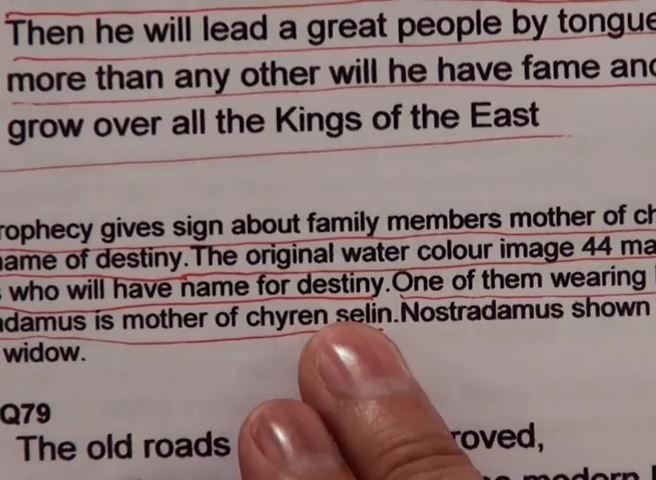 Then he will lead a great people by tongue
more than any other will he have fame and
grow over all the Kings of the East
rophecy gives sign about family members mother of ch
name of destiny.The original water colour image 44 ma
who will have name for destiny.One of them wearing
adamus is mother of chyren selin.Nostradamus shown
widow.
Q79
The old roads roved,
modern